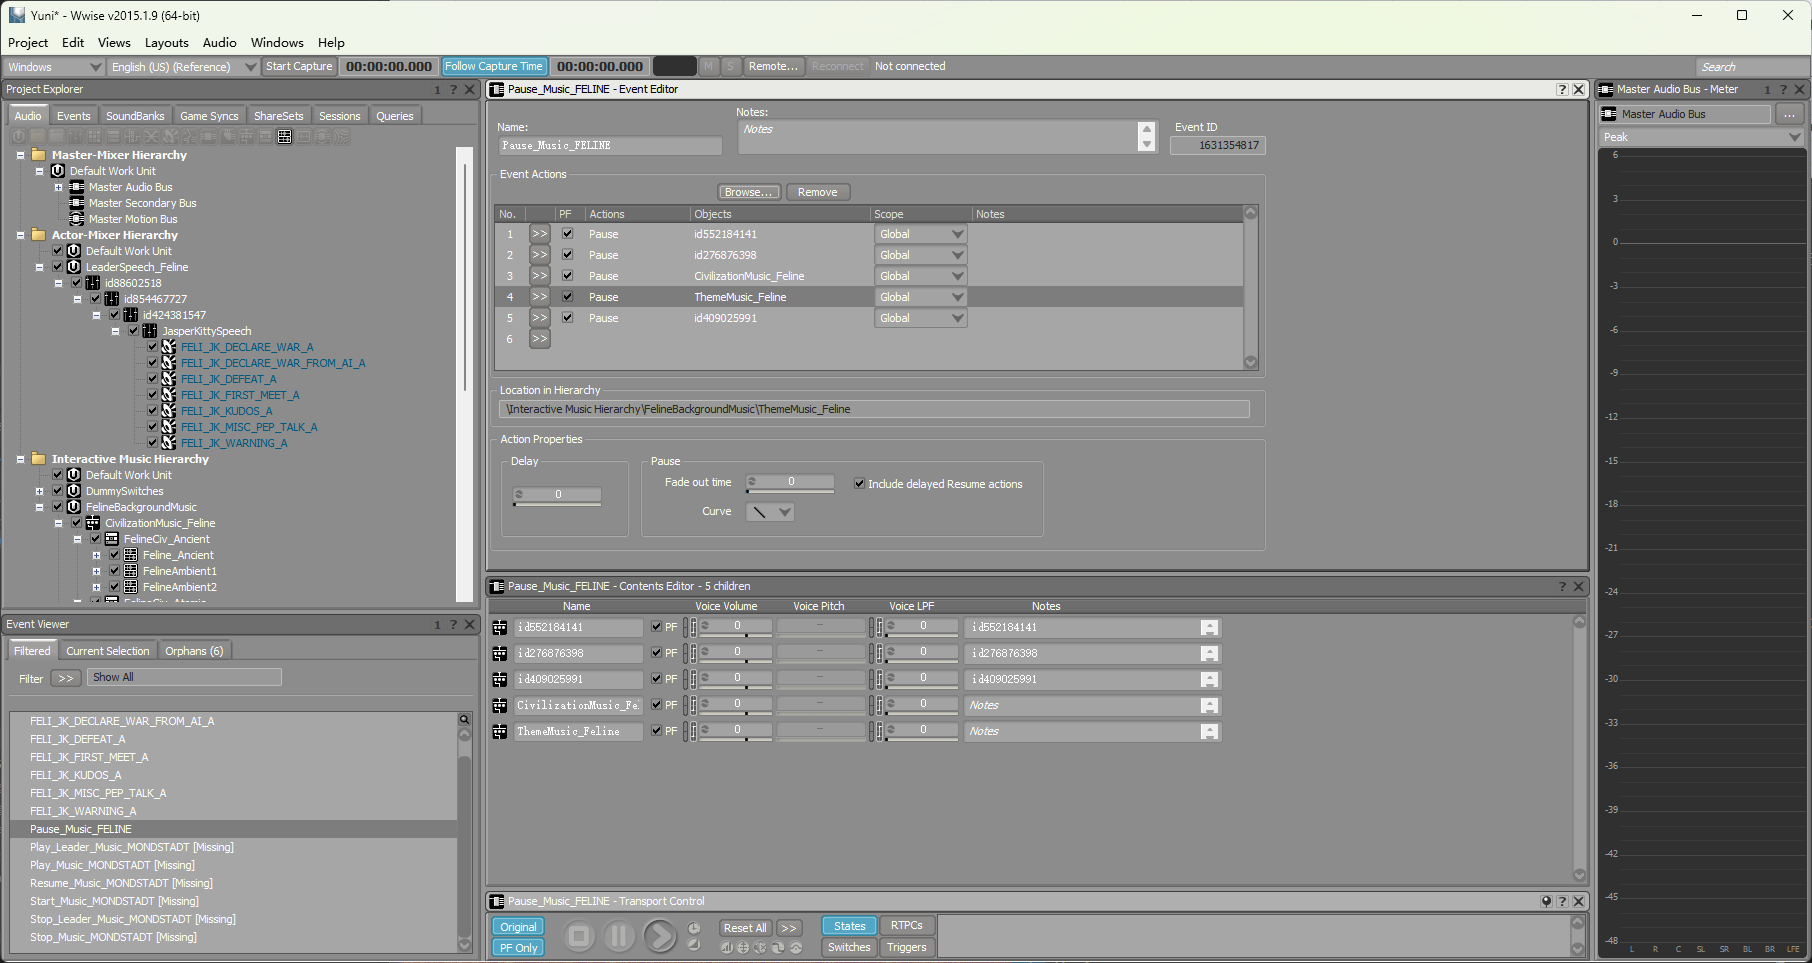 Yuni* - Wwise v2015.1.9 (64-bit)
Project Edit Views Layouts Audio Windows Help
Windows English (US) (Reference) Start Capture 00:00:00.000 Follow Capture Time 00:00:00.000 M S Remote... Reconnect Not connected Search
Project Explorer 1 ?
Audio Events SoundBanks Game Syncs ShareSets Sessions Queries
Master-Mixer Hierarchy
Default Work Unit
Master Audio Bus
Master Secondary Bus
Master Motion Bus
Actor-Mixer Hierarchy
Default Work Unit
LeaderSpeech_Feline
id88602518
id854467727
id424381547
JasperKittySpeech
FELI_JK_DECLARE_WAR_A
FELI_JK_DECLARE_WAR_FROM_AI_A
FELI_JK_DEFEAT_A
FELI_JK_FIRST_MEET_A
FELI_JK_KUDOS_A
FELI_JK_MISC_PEP_TALK_A
FELI_JK_WARNING_A
Interactive Music Hierarchy
Default Work Unit
DummySwitches
FelineBackgroundMusic
CivilizationMusic_Feline
FelineCiv_Ancient
Feline_Ancient
FelineAmbient1
FelineAmbient2
FelineCiv_Atomic
Event Viewer 1 ?
Filtered Current Selection Orphans (6)
Filter >> Show All
FELI_JK_DECLARE_WAR_FROM_AI_A
FELI_JK_DEFEAT_A
FELI_JK_FIRST_MEET_A
FELI_JK_KUDOS_A
FELI_JK_MISC_PEP_TALK_A
FELI_JK_WARNING_A
Pause_Music_FELINE
Play_Leader_Music_MONDSTADT [Missing]
Play_Music_MONDSTADT [Missing]
Resume_Music_MONDSTADT [Missing]
Start_Music_MONDSTADT [Missing]
Stop_Leader_Music_MONDSTADT [Missing]
Stop_Music_MONDSTADT [Missing]
Pause_Music_FELINE - Event Editor ?
Name: Notes: Event ID
Pause_Music_FELINE Notes 1631354817
Event Actions
Browse... Remove
No. PF Actions Objects Scope Notes
1 >> Pause id552184141 Global
2 >> Pause id276876398 Global
3 >> Pause CivilizationMusic_Feline Global
4 >> Pause ThemeMusic_Feline Global
5 >> Pause id409025991 Global
6 >>
Location in Hierarchy
\Interactive Music Hierarchy\FelineBackgroundMusic\ThemeMusic_Feline
Action Properties
Delay
0
Pause
Fade out time 0 Include delayed Resume actions
Curve
Pause_Music_FELINE - Contents Editor - 5 children ?
Name Voice Volume Voice Pitch Voice LPF Notes
id552184141 PF 0 -- 0 id552184141
id276876398 PF 0 -- 0 id276876398
id409025991 PF 0 -- 0 id409025991
CivilizationMusic_Fe PF 0 -- 0 Notes
ThemeMusic_Feline PF 0 -- 0 Notes
Pause_Music_FELINE - Transport Control ?
Original Reset All >> States RTPCs
PF Only Switches Triggers
Master Audio Bus - Meter 1 ?
Master Audio Bus ...
Peak
6
3
0
-3
-6
-9
-12
-15
-18
-21
-24
-27
-30
-33
-36
-39
-42
-45
-48
L R C SL SR BL BR LFE